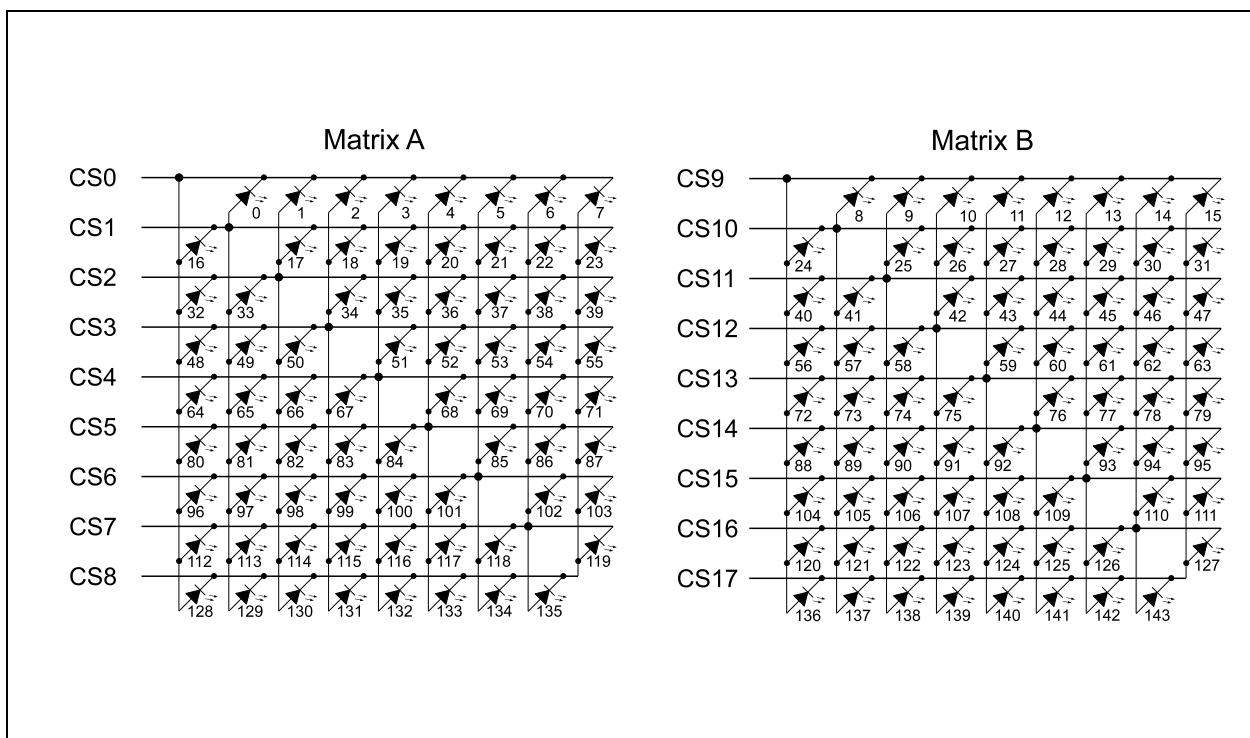 Matrix A
CS0
0 1 2 3 4 5 6 7
CS1
16 17 18 19 20 21 22 23
CS2
32 33 34 35 36 37 38 39
CS3
48 49 50 51 52 53 54 55
CS4
64 65 66 67 68 69 70 71
CS5
80 81 82 83 84 85 86 87
CS6
96 97 98 99 100 101 102 103
CS7
112 113 114 115 116 117 118 119
CS8
128 129 130 131 132 133 134 135
Matrix B
CS9
8 9 10 11 12 13 14 15
CS10
24 25 26 27 28 29 30 31
CS11
40 41 42 43 44 45 46 47
CS12
56 57 58 59 60 61 62 63
CS13
72 73 74 75 76 77 78 79
CS14
88 89 90 91 92 93 94 95
CS15
104 105 106 107 108 109 110 111
CS16
120 121 122 123 124 125 126 127
CS17
136 137 138 139 140 141 142 143